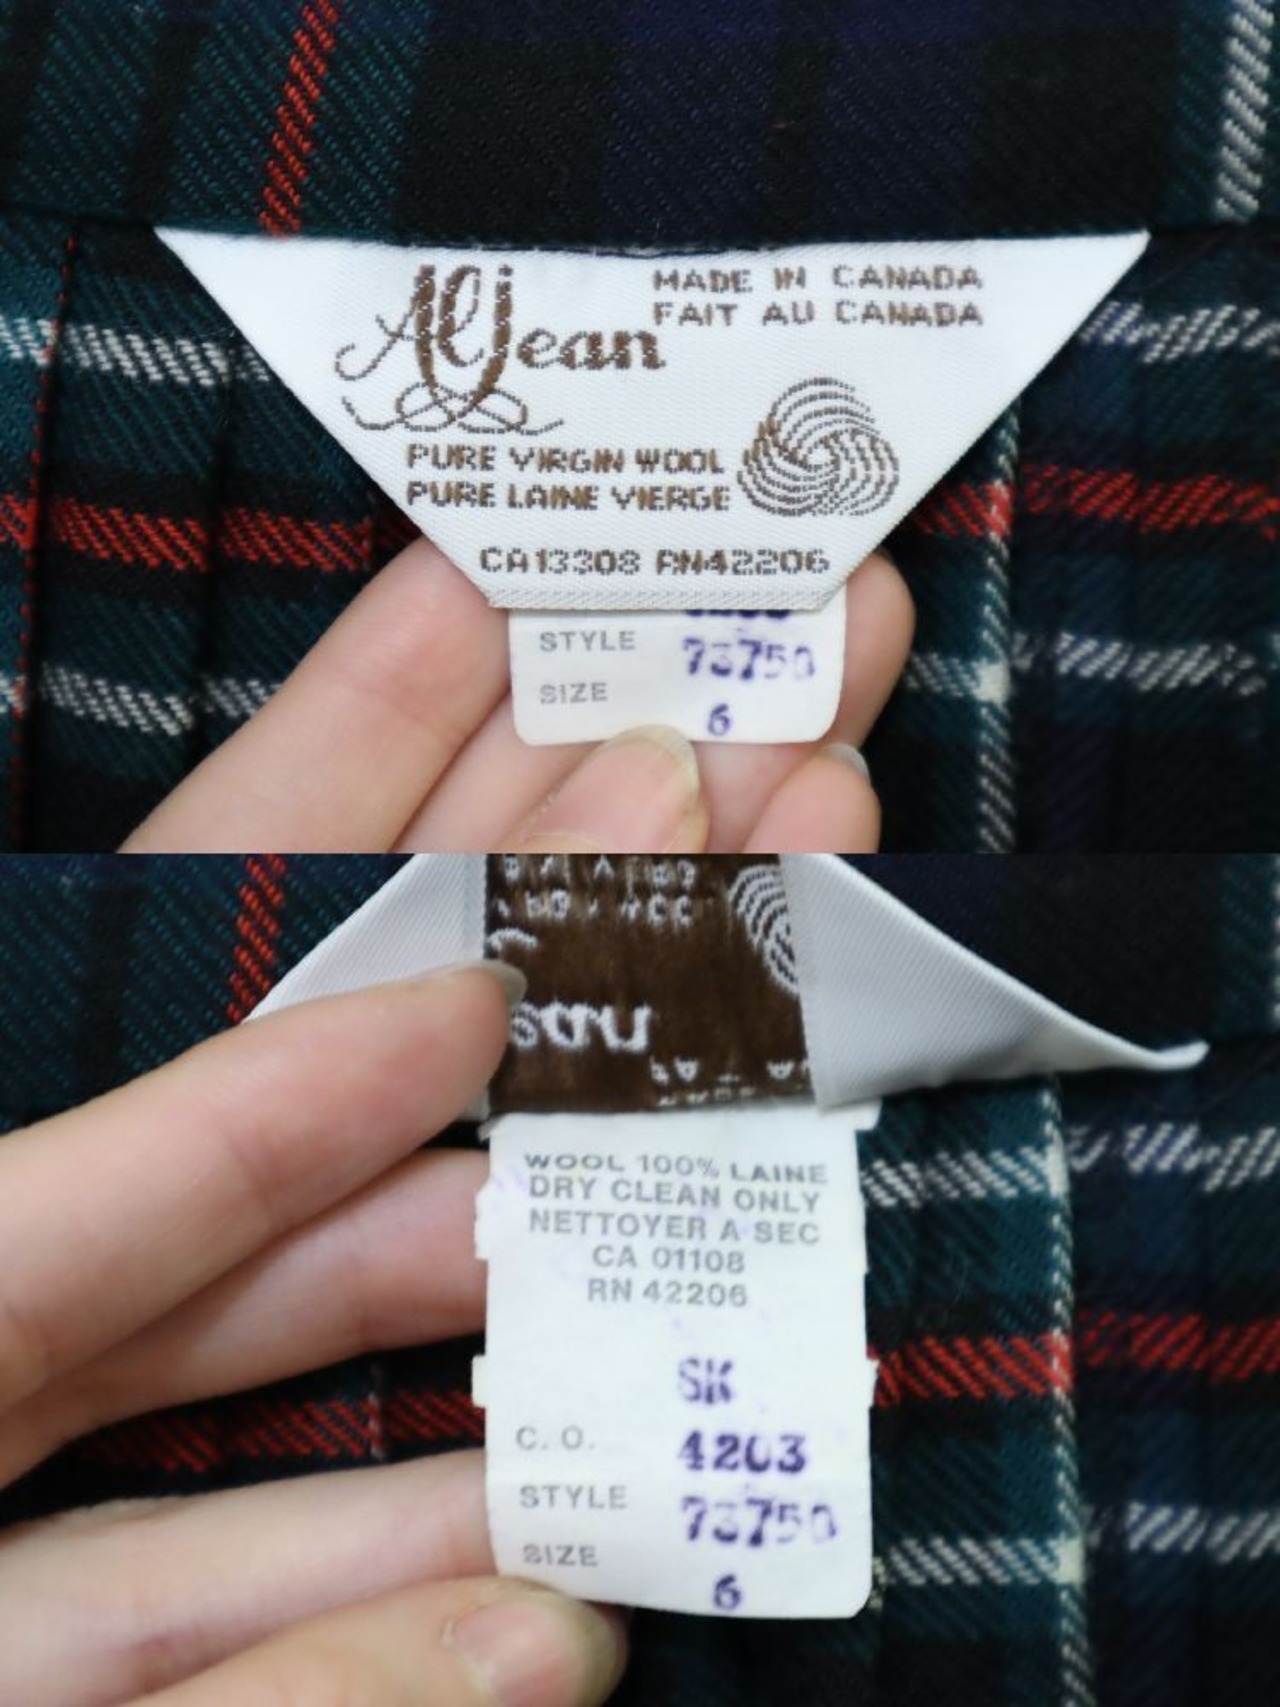 AlJean
MADE IN CANADA
FAIT AU CANADA
PURE VIRGIN WOOL
PURE LAINE VIERGE
CA13308 RN42206
STYLE 73750
SIZE 6
WOOL 100% LAINE
DRY CLEAN ONLY
NETTOYER A SEC
CA 01108
RN 42206
SK
C. O. 4203
STYLE 73750
SIZE 6